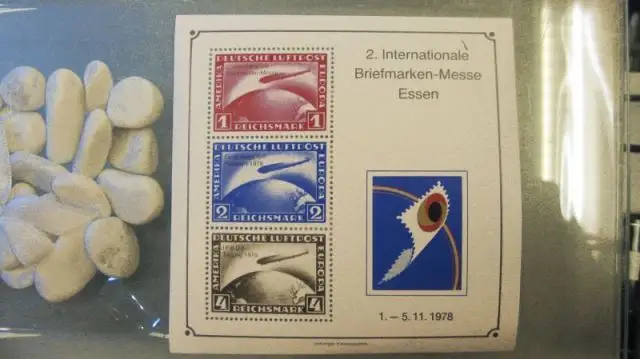 DEUTSCHE LUFTPOST
AMERIKA
EUROPA
1 REICHSMARK 1
DEUTSCHE LUFTPOST
AMERIKA
EUROPA
2 REICHSMARK 2
DEUTSCHE LUFTPOST
AMERIKA
EUROPA
4 REICHSMARK 4
2. Internationale
Briefmarken-Messe
Essen
1. — 5. 11. 1978